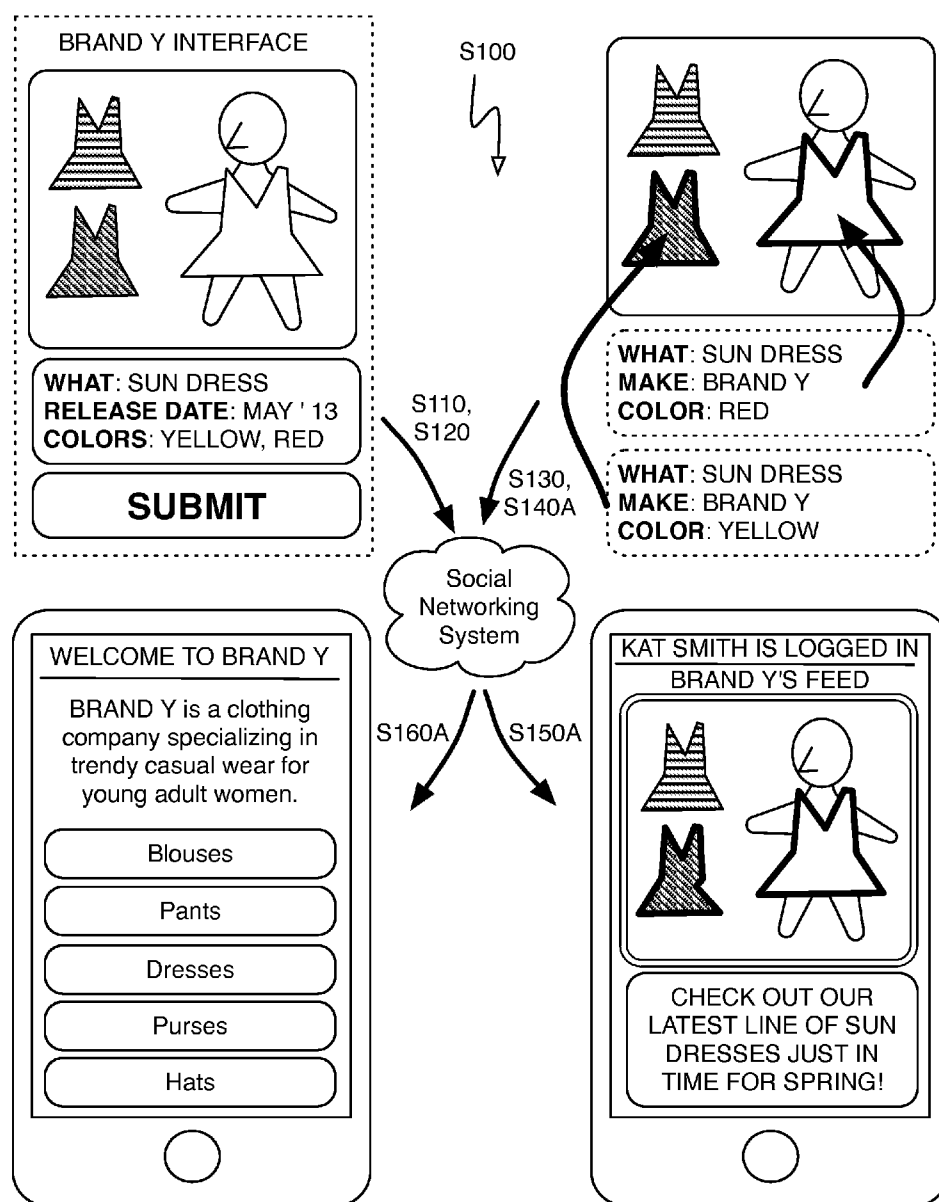 BRAND Y INTERFACE
WHAT: SUN DRESS
RELEASE DATE: MAY ' 13
COLORS: YELLOW, RED
SUBMIT
S100
WHAT: SUN DRESS
MAKE: BRAND Y
COLOR: RED
WHAT: SUN DRESS
MAKE: BRAND Y
COLOR: YELLOW
S110,
S120
S130,
S140A
Social
Networking
System
S160A
S150A
WELCOME TO BRAND Y
BRAND Y is a clothing
company specializing in
trendy casual wear for
young adult women.
Blouses
Pants
Dresses
Purses
Hats
KAT SMITH IS LOGGED IN
BRAND Y'S FEED
CHECK OUT OUR
LATEST LINE OF SUN
DRESSES JUST IN
TIME FOR SPRING!